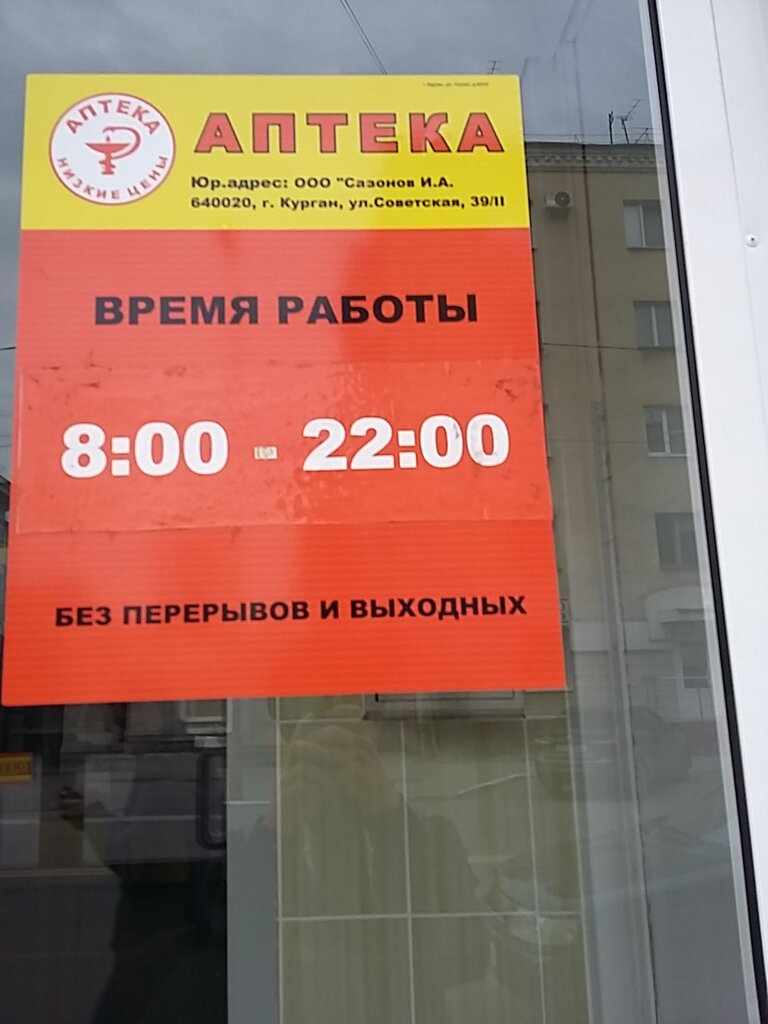 АПТЕКА
НИЗКИЕ ЦЕНЫ
АПТЕКА
Юр.адрес: ООО "Сазонов И.А.
640020, г. Курган, ул.Советская, 39/II
ВРЕМЯ РАБОТЫ
8:00 - 22:00
БЕЗ ПЕРЕРЫВОВ И ВЫХОДНЫХ